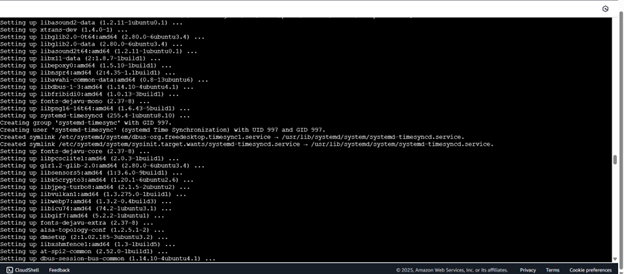 Setting up libasound2-data (1.2.11-1ubuntu0.1) ...
Setting up xtrans-dev (1.4.0-1) ...
Setting up libglib2.0-0t64:amd64 (2.80.0-6ubuntu3.4) ...
Setting up libglib2.0-data (2.80.0-6ubuntu3.4) ...
Setting up libasound2t64:amd64 (1.2.11-1ubuntu0.1) ...
Setting up libx11-data (2:1.8.7-1build1) ...
Setting up libepoxy0:amd64 (1.5.10-1build1) ...
Setting up libnspr4:amd64 (2:4.35-1.1build1) ...
Setting up libavahi-common-data:amd64 (0.8-13ubuntu6) ...
Setting up libdbus-1-3:amd64 (1.14.10-4ubuntu4.1) ...
Setting up libfribidi0:amd64 (1.0.13-3build1) ...
Setting up fonts-dejavu-mono (2.37-8) ...
Setting up libpng16-16t64:amd64 (1.6.43-5build1) ...
Setting up systemd-timesyncd (255.4-1ubuntu8.10) ...
Creating group 'systemd-timesync' with GID 997.
Creating user 'systemd-timesync' (systemd Time Synchronization) with UID 997 and GID 997.
Created symlink /etc/systemd/system/dbus-org.freedesktop.timesync1.service → /usr/lib/systemd/system/systemd-timesyncd.service.
Created symlink /etc/systemd/system/sysinit.target.wants/systemd-timesyncd.service → /usr/lib/systemd/system/systemd-timesyncd.service.
Setting up fonts-dejavu-core (2.37-8) ...
Setting up libpcsclite1:amd64 (2.0.3-1build1) ...
Setting up gir1.2-glib-2.0:amd64 (2.80.0-6ubuntu3.4) ...
Setting up libsensors5:amd64 (1:3.6.0-9build1) ...
Setting up libk5crypto3:amd64 (1.20.1-6ubuntu2.6) ...
Setting up libjpeg-turbo8:amd64 (2.1.5-2ubuntu2) ...
Setting up libvulkan1:amd64 (1.3.275.0-1build1) ...
Setting up libwebp7:amd64 (1.3.2-0.4build3) ...
Setting up libicu74:amd64 (74.2-1ubuntu3.1) ...
Setting up libgif7:amd64 (5.2.2-1ubuntu1) ...
Setting up fonts-dejavu-extra (2.37-8) ...
Setting up alsa-topology-conf (1.2.5.1-2) ...
Setting up dmsetup (2:1.02.185-3ubuntu3.2) ...
Setting up at-spi2-common (2.52.0-1build1) ...
Setting up libxshmfence1:amd64 (1.3-1build5) ...
Setting up dbus-session-bus-common (1.14.10-4ubuntu4.1) ...
CloudShell Feedback © 2025, Amazon Web Services, Inc. or its affiliates. Privacy Terms Cookie preferences